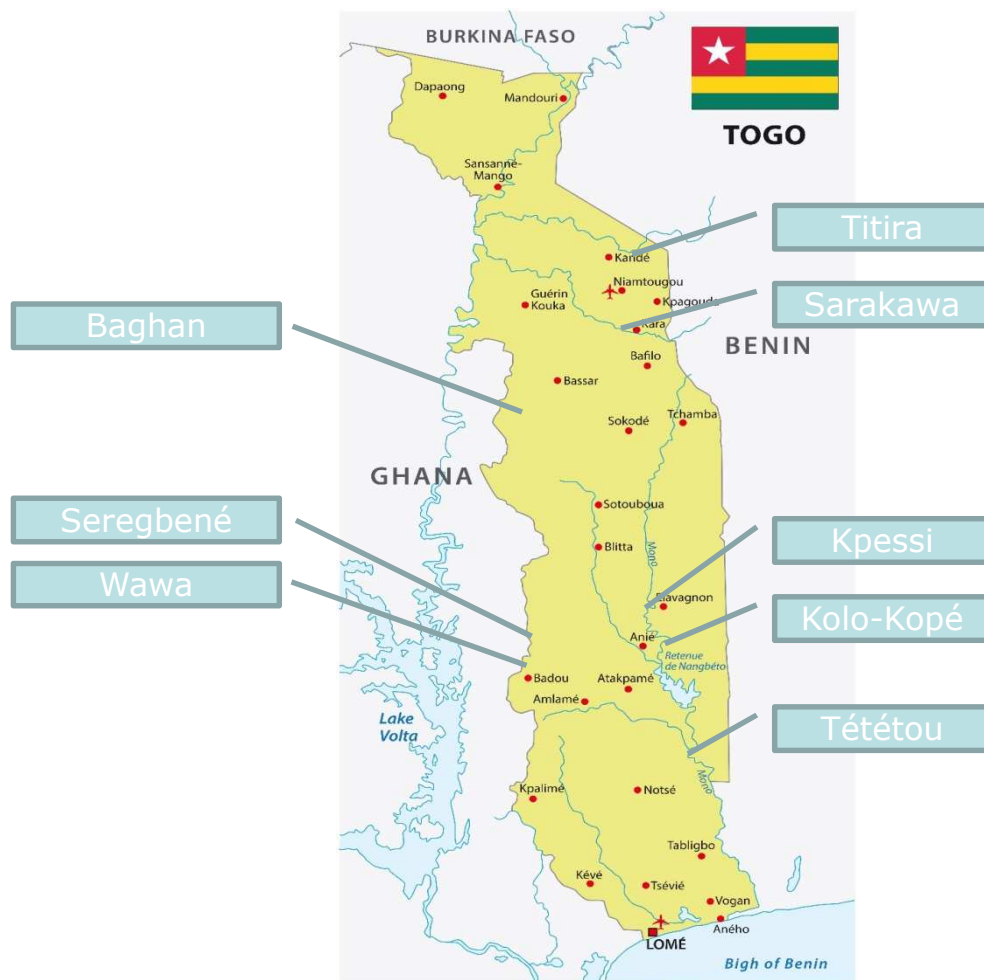 BURKINA FASO
TOGO
Dapaong
Mandouri
Sansanné-
Mango
Titira
Kandé
Niamtougou
Guérin
Kouka
Kpagouda
Sarakawa
Baghan
Kara
BENIN
Bafilo
Bassar
Tchamba
Sokodé
GHANA
Sotouboua
Seregbené
Kpessi
Blitta
Mono
Wawa
Elavagnon
Kolo-Kopé
Anié
Retenue
de Nangbéto
Badou
Atakpamé
Amlamé
Lake
Volta
Tététou
Mono
Kpalimé
Notsé
Tabligbo
Kévé
Tsévié
Vogan
Aného
LOMÉ
Bigh of Benin